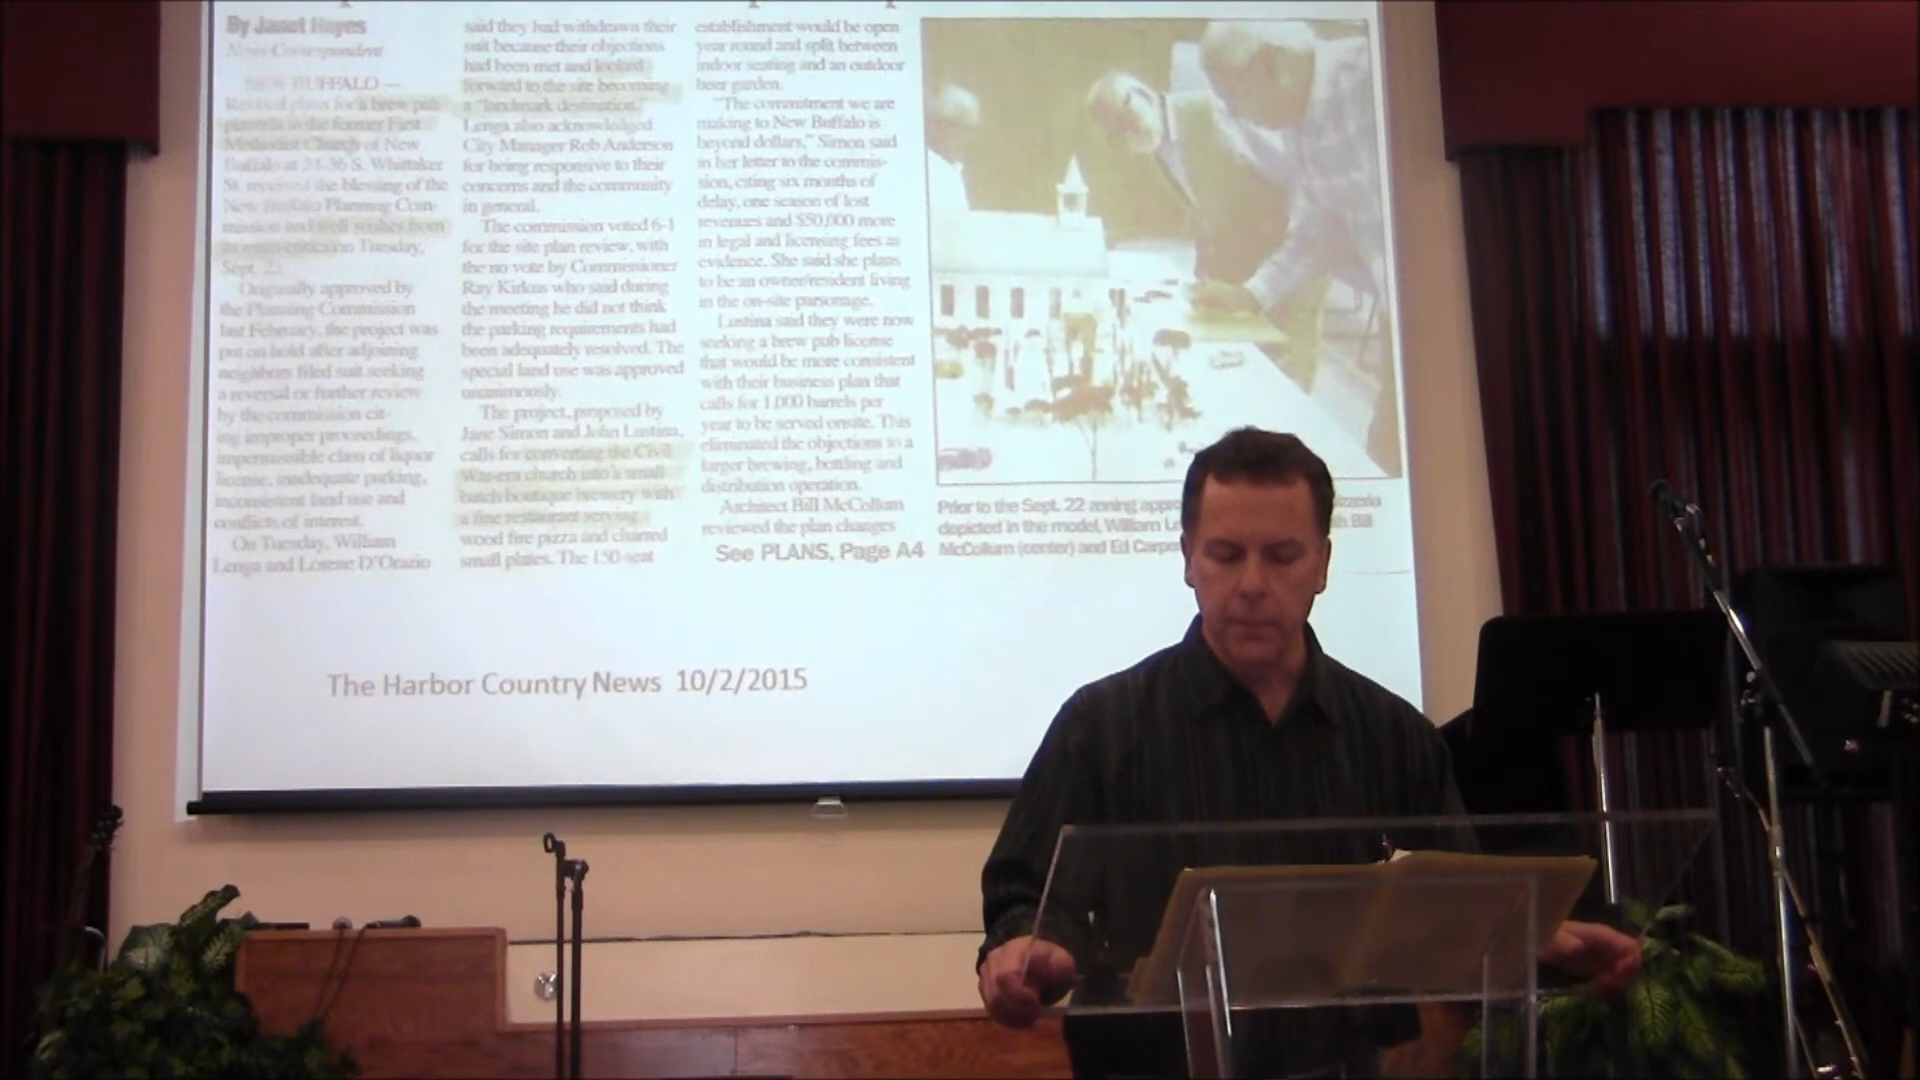 By Janet Hayes
News Correspondent
NEW BUFFALO —
Revised plans for a brew pub
pizzeria in the former First
Methodist Church of New
Buffalo at 24-36 S. Whittaker
St. received the blessing of the
New Buffalo Planning Com-
mission and well wishes from
on Tuesday,
Sept. 22.
Originally approved by
the Planning Commission
last February, the project was
put on hold after adjoining
neighbors filed suit seeking
a reversal or further review
by the commission cit-
ing improper proceedings,
impermissible class of liquor
license, inadequate parking,
inconsistent land use and
conflicts of interest.
On Tuesday, William
Lenga and Lorene D'Orazio
said they had withdrawn their
suit because their objections
had been met and looked
forward to the site becoming
a "landmark destination."
Lenga also acknowledged
City Manager Rob Anderson
for being responsive to their
concerns and the community
in general.
The commission voted 6-1
for the site plan review, with
the no vote by Commissioner
Ray Kirkus who said during
the meeting he did not think
the parking requirements had
been adequately resolved. The
special land use was approved
unanimously.
The project, proposed by
Jane Simon and John Lustina,
calls for converting the Civil
War-era church into a small
batch boutique brewery with
a fine restaurant serving
wood fire pizza and charred
small plates. The 150-seat
establishment would be open
year round and split between
indoor seating and an outdoor
beer garden.
"The commitment we are
making to New Buffalo is
beyond dollars," Simon said
in her letter to the commis-
sion, citing six months of
delay, one season of lost
revenues and $50,000 more
in legal and licensing fees as
evidence. She said she plans
to be an owner/resident living
in the on-site parsonage.
Lustina said they were now
seeking a brew pub license
that would be more consistent
with their business plan that
calls for 1,000 barrels per
year to be served onsite. This
eliminated the objections to a
larger brewing, bottling and
distribution operation.
Architect Bill McCollum
reviewed the plan changes
See PLANS, Page A4
Prior to the Sept. 22 zoning appro izzeria
depicted in the model, William Le th Bill
McCollum (center) and Ed Carpe
The Harbor Country News 10/2/2015